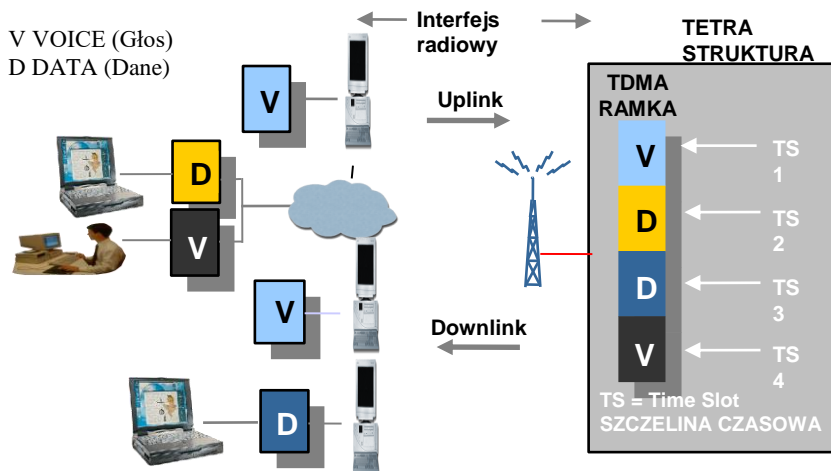 V VOICE (Głos)
D DATA (Dane)
Interfejs
radiowy
TETRA
STRUKTURA
TDMA
RAMKA
V
Uplink
D
V
V
Downlink
D
V
D
D
V
TS
1
TS
2
TS
3
TS
4
TS = Time Slot
SZCZELINA CZASOWA